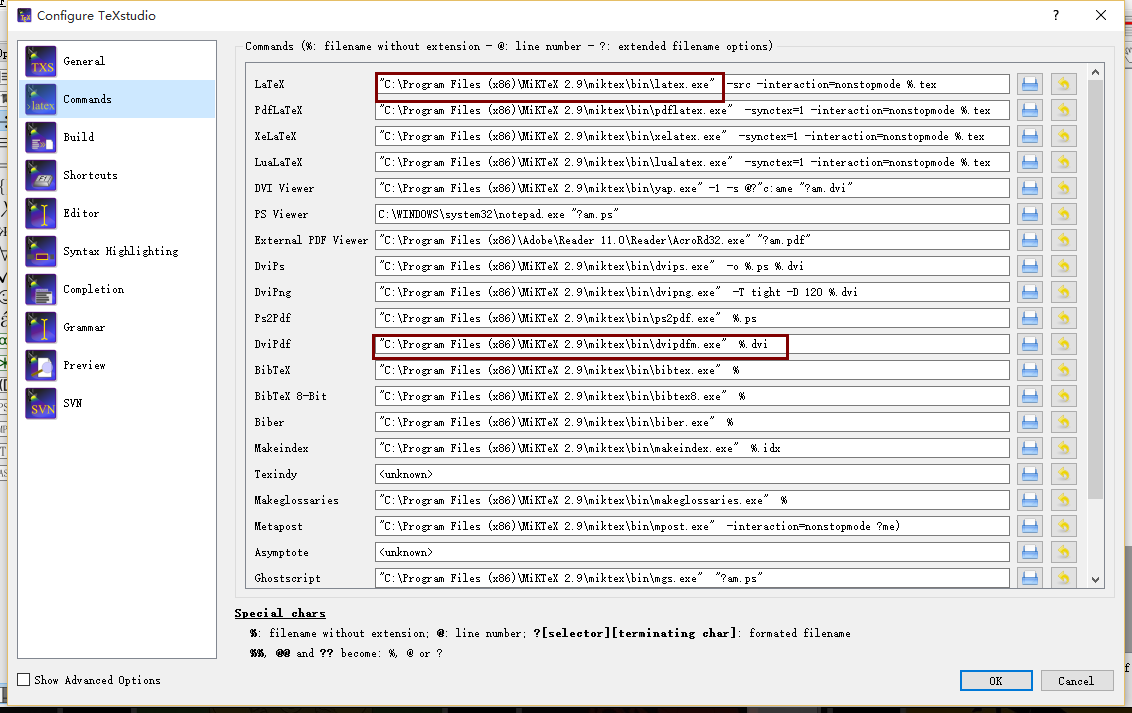 Configure TeXstudio
General
Commands
Build
Shortcuts
Editor
Syntax Highlighting
Completion
Grammar
Preview
SVN
Commands (%: filename without extension - @: line number - ?: extended filename options)
LaTeX "C:\Program Files (x86)\MiKTeX 2.9\miktex\bin\latex.exe" -src -interaction=nonstopmode %.tex
PdfLaTeX "C:\Program Files (x86)\MiKTeX 2.9\miktex\bin\pdflatex.exe" -synctex=1 -interaction=nonstopmode %.tex
XeLaTeX "C:\Program Files (x86)\MiKTeX 2.9\miktex\bin\xelatex.exe" -synctex=1 -interaction=nonstopmode %.tex
LuaLaTeX "C:\Program Files (x86)\MiKTeX 2.9\miktex\bin\lualatex.exe" -synctex=1 -interaction=nonstopmode %.tex
DVI Viewer "C:\Program Files (x86)\MiKTeX 2.9\miktex\bin\yap.exe" -1 -s @?"c:ame "?am.dvi"
PS Viewer C:\WINDOWS\system32\notepad.exe "?am.ps"
External PDF Viewer "C:\Program Files (x86)\Adobe\Reader 11.0\Reader\AcroRd32.exe" "?am.pdf"
DviPs "C:\Program Files (x86)\MiKTeX 2.9\miktex\bin\dvips.exe" -o %.ps %.dvi
DviPng "C:\Program Files (x86)\MiKTeX 2.9\miktex\bin\dvipng.exe" -T tight -D 120 %.dvi
Ps2Pdf "C:\Program Files (x86)\MiKTeX 2.9\miktex\bin\ps2pdf.exe" %.ps
DviPdf "C:\Program Files (x86)\MiKTeX 2.9\miktex\bin\dvipdfm.exe" %.dvi
BibTeX "C:\Program Files (x86)\MiKTeX 2.9\miktex\bin\bibtex.exe" %
BibTeX 8-Bit "C:\Program Files (x86)\MiKTeX 2.9\miktex\bin\bibtex8.exe" %
Biber "C:\Program Files (x86)\MiKTeX 2.9\miktex\bin\biber.exe" %
Makeindex "C:\Program Files (x86)\MiKTeX 2.9\miktex\bin\makeindex.exe" %.idx
Texindy <unknown>
Makeglossaries "C:\Program Files (x86)\MiKTeX 2.9\miktex\bin\makeglossaries.exe" %
Metapost "C:\Program Files (x86)\MiKTeX 2.9\miktex\bin\mpost.exe" -interaction=nonstopmode ?me)
Asymptote <unknown>
Ghostscript "C:\Program Files (x86)\MiKTeX 2.9\miktex\bin\mgs.exe" "?am.ps"
Special chars
%: filename without extension; @: line number; ?[selector][terminating char]: formated filename
%%, @@ and ?? become: %, @ or ?
Show Advanced Options
OK
Cancel